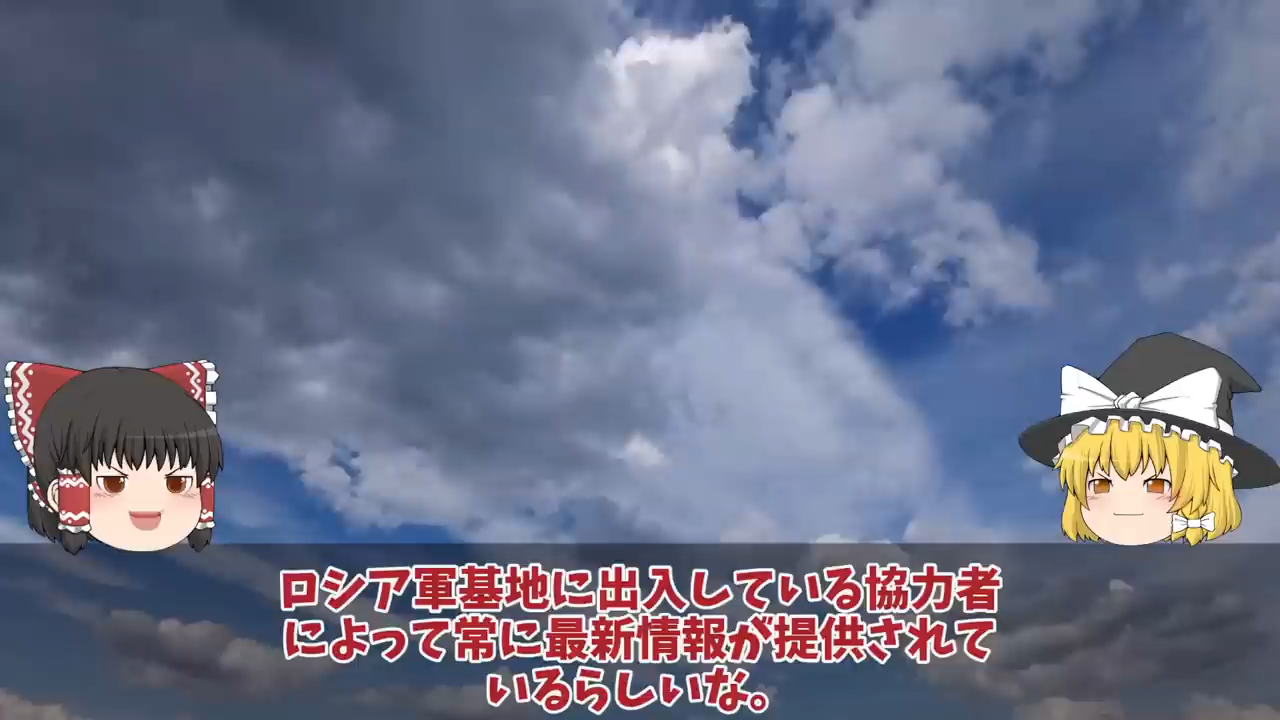 ロシア軍基地に出入している協力者
によって常に最新情報が提供されて
いるらしいな。